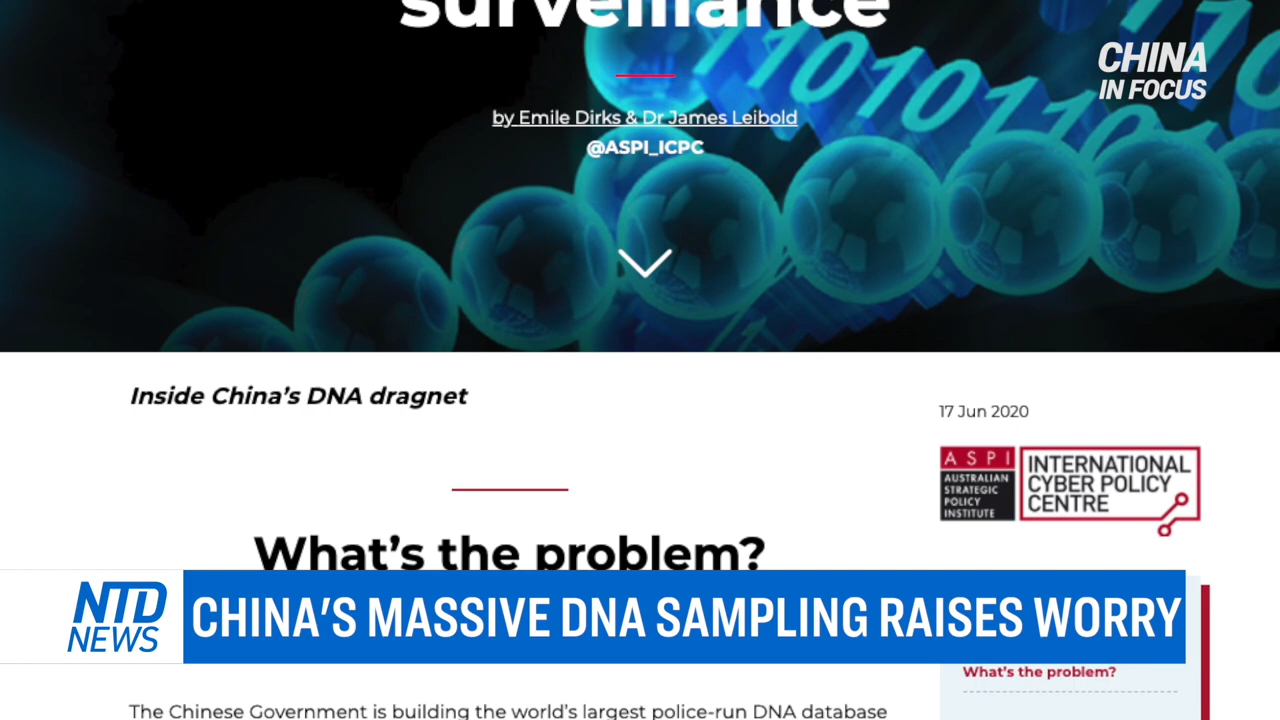 surveillance
CHINA
IN FOCUS
by Emile Dirks & Dr James Leibold
@ASPI_ICPC
1101011010
Inside China’s DNA dragnet
17 Jun 2020
ASPI
AUSTRALIAN
STRATEGIC
POLICY
INSTITUTE
INTERNATIONAL
CYBER POLICY
CENTRE
What’s the problem?
NTD
NEWS
CHINA'S MASSIVE DNA SAMPLING RAISES WORRY
What's the problem?
The Chinese Government is building the world’s largest police-run DNA database